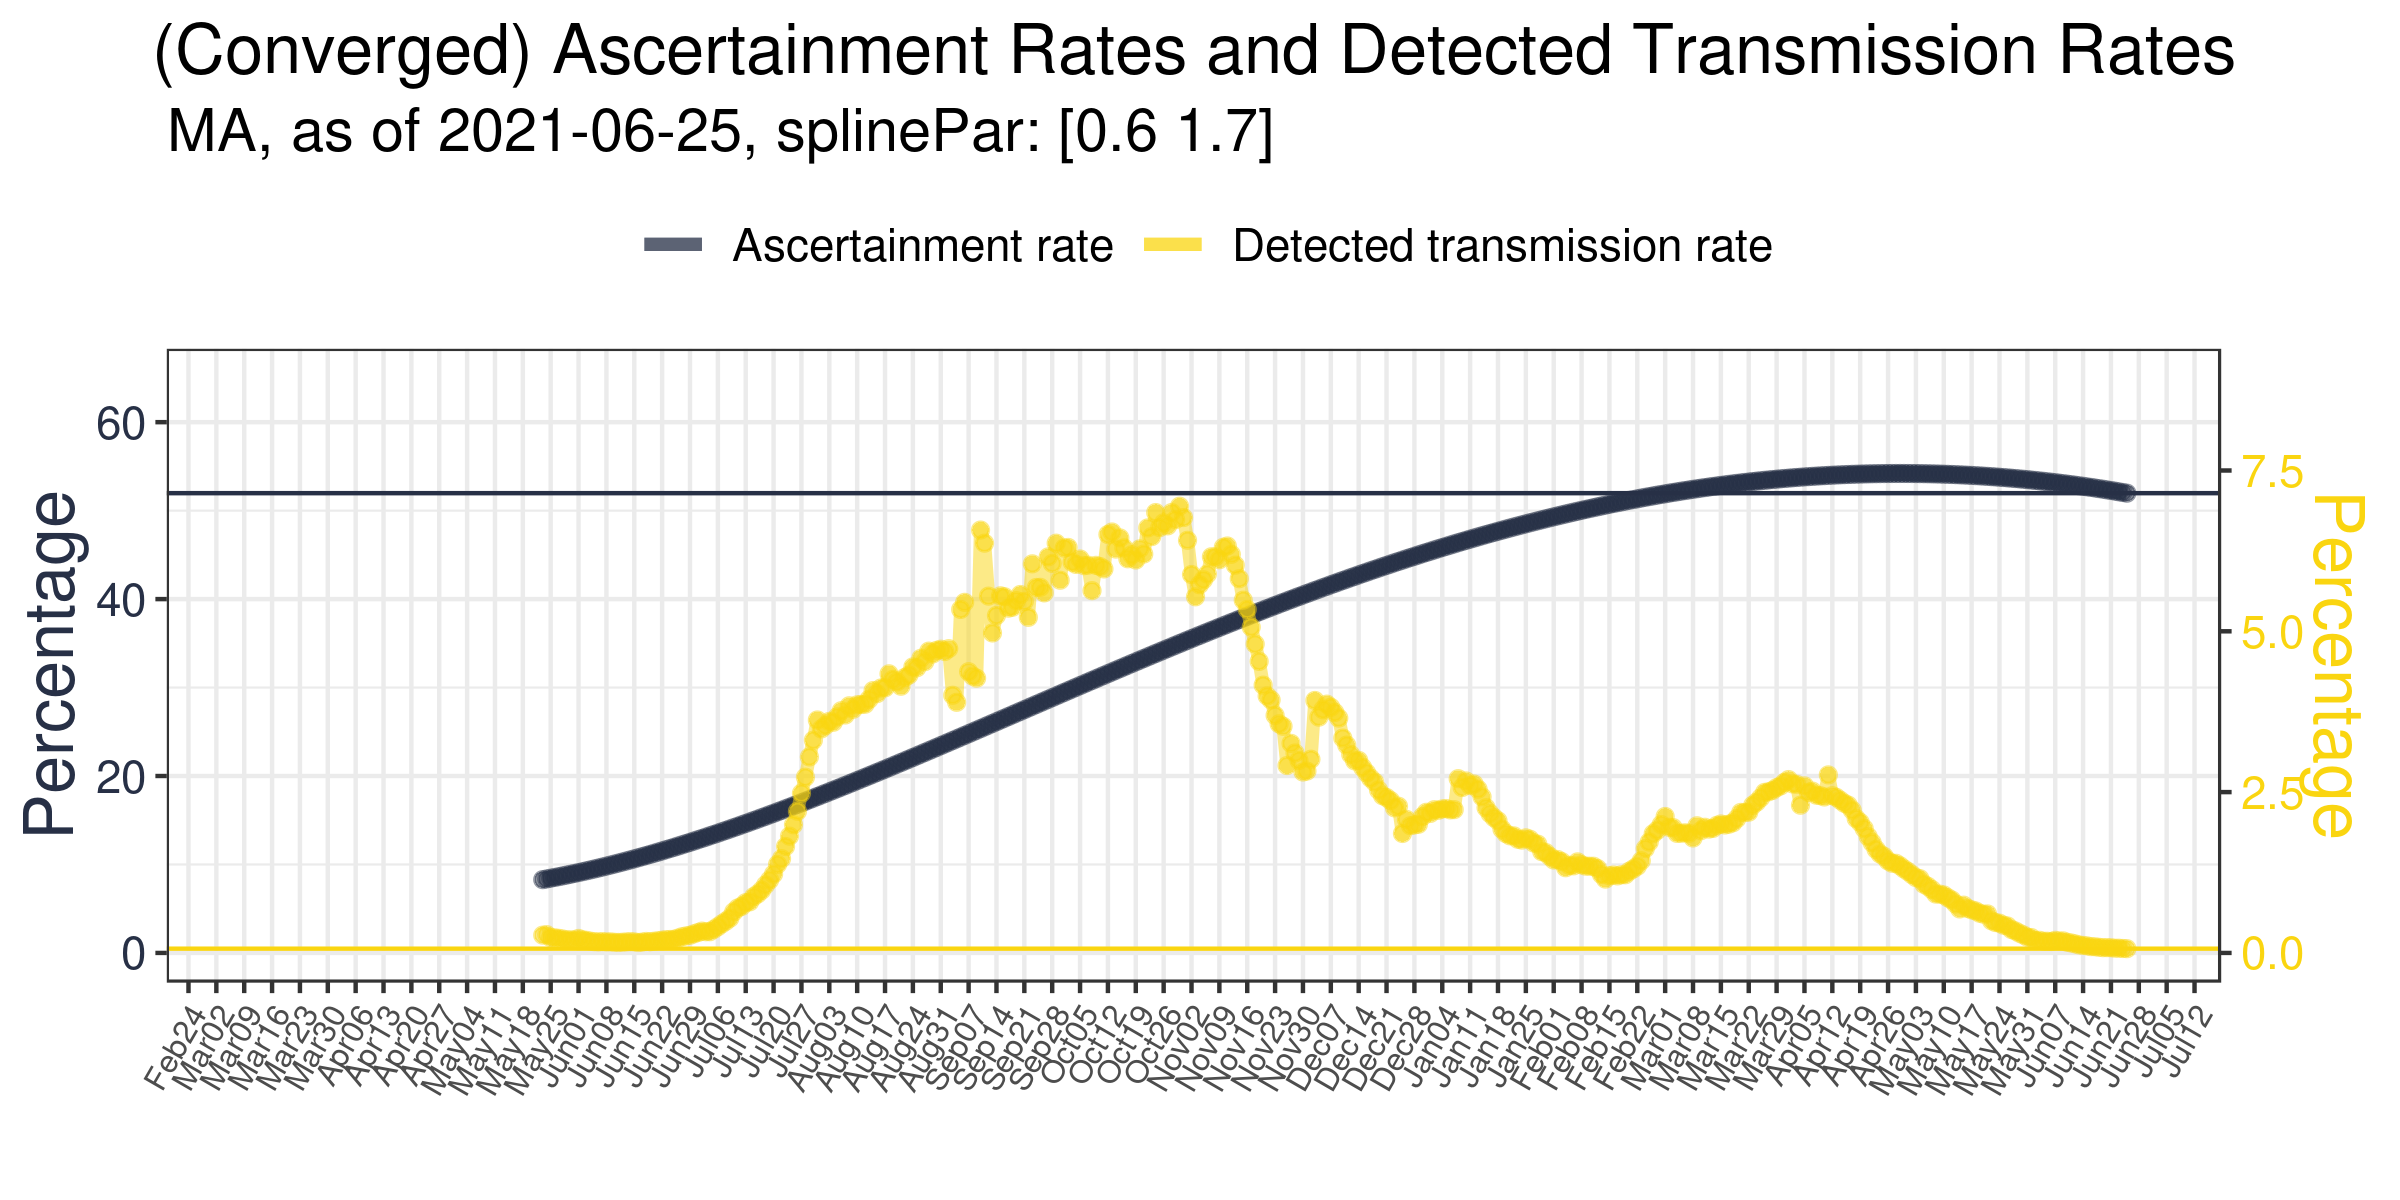 (Converged) Ascertainment Rates and Detected Transmission Rates
MA, as of 2021-06-25, splinePar: [0.6 1.7]
Ascertainment rate
Detected transmission rate
Percentage
60
40
20
0
7.5
5.0
2.5
0.0
Percentage
Feb24
Mar02
Mar09
Mar16
Mar23
Mar30
Apr06
Apr13
Apr20
Apr27
May04
May11
May18
May25
Jun01
Jun08
Jun15
Jun22
Jun29
Jul06
Jul13
Jul20
Jul27
Aug03
Aug10
Aug17
Aug24
Aug31
Sep07
Sep14
Sep21
Sep28
Oct05
Oct12
Oct19
Oct26
Nov02
Nov09
Nov16
Nov23
Nov30
Dec07
Dec14
Dec21
Dec28
Jan04
Jan11
Jan18
Jan25
Feb01
Feb08
Feb15
Feb22
Mar01
Mar08
Mar15
Mar22
Mar29
Apr05
Apr12
Apr19
Apr26
May03
May10
May17
May24
May31
Jun07
Jun14
Jun21
Jun28
Jul05
Jul12